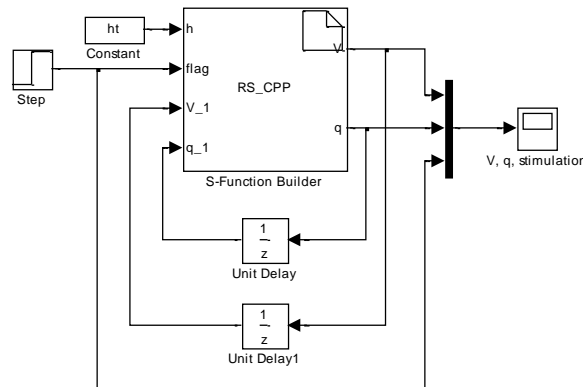 ht
h
Constant
V
flag
Step
RS_CPP
V_1
q
q_1
V, q, stimulation
S-Function Builder
1
z
Unit Delay
1
z
Unit Delay1